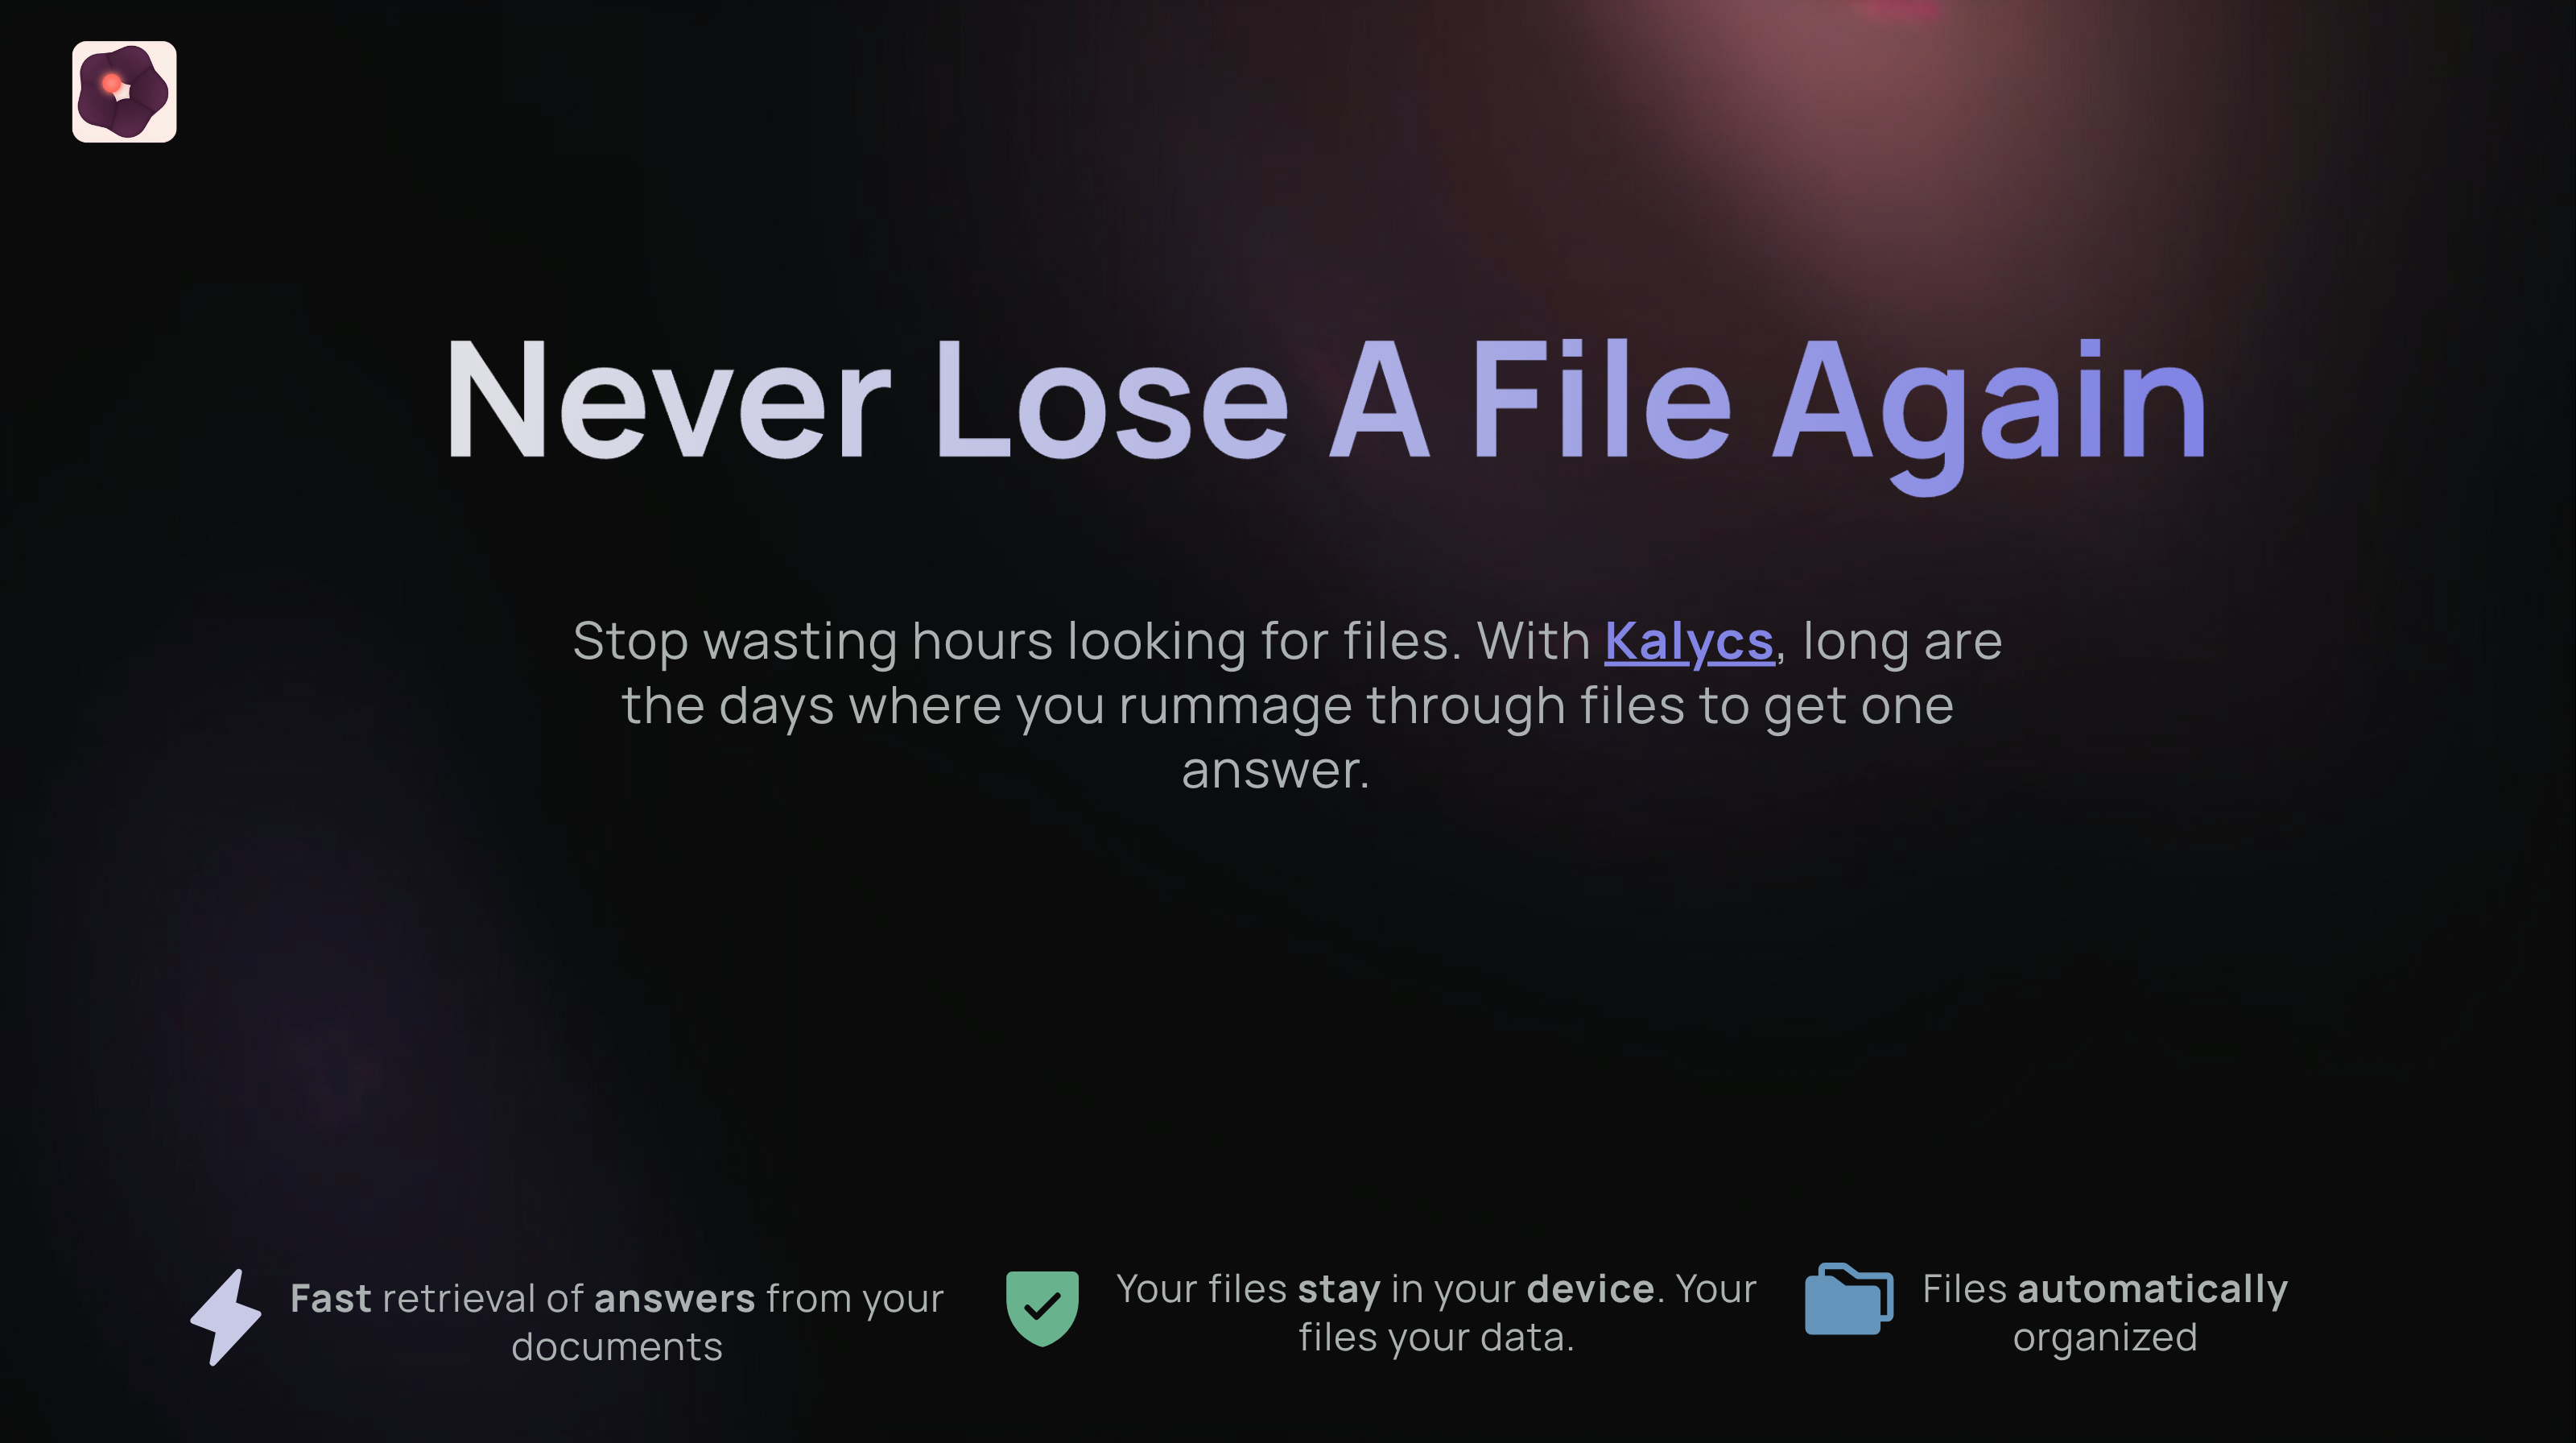 Never Lose A File Again
Stop wasting hours looking for files. With Kalycs, long are
the days where you rummage through files to get one
answer.
Fast retrieval of answers from your
documents
Your files stay in your device. Your
files your data.
Files automatically
organized